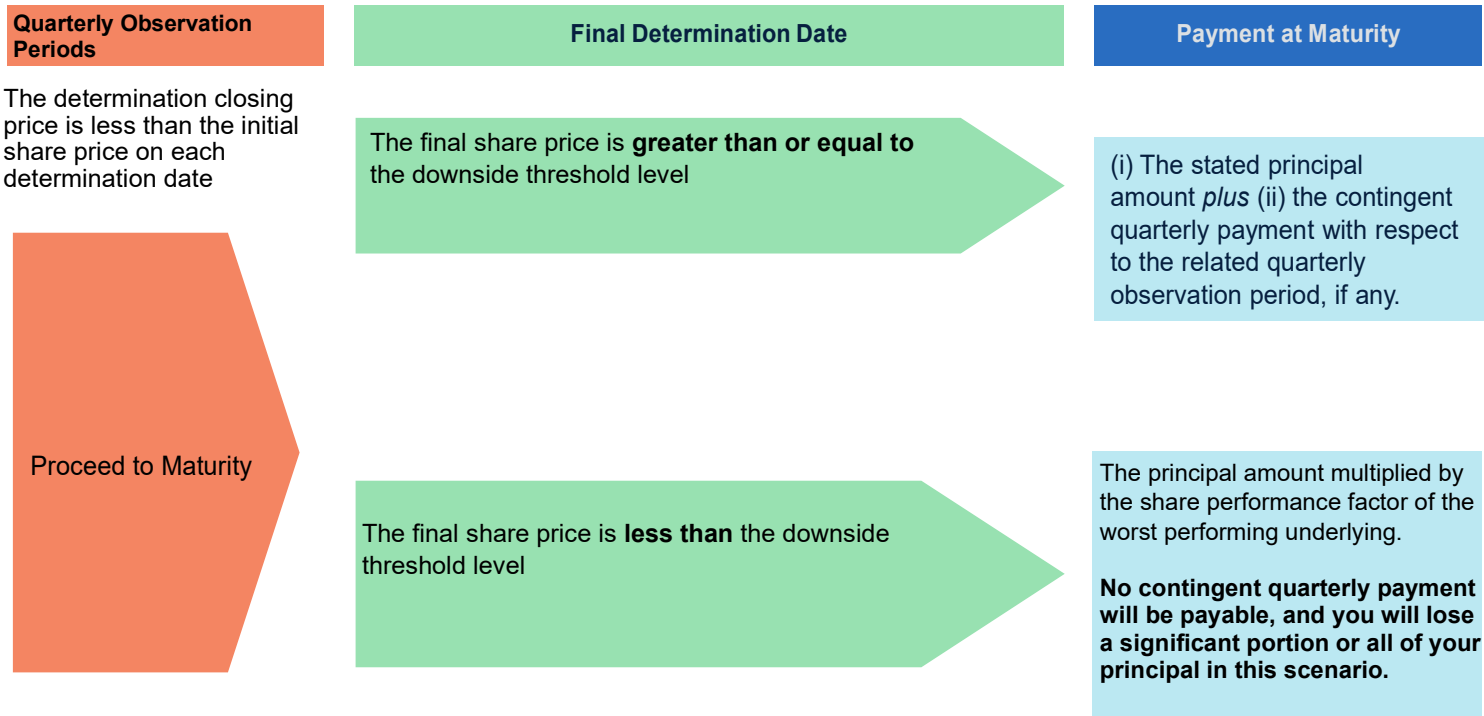 Quarterly Observation
Periods
Final Determination Date
Payment at Maturity
The determination closing
price is less than the initial
share price on each
determination date
The final share price is greater than or equal to
the downside threshold level
(i) The stated principal
amount plus (ii) the contingent
quarterly payment with respect
to the related quarterly
observation period, if any.
Proceed to Maturity
The final share price is less than the downside
threshold level
The principal amount multiplied by
the share performance factor of the
worst performing underlying.
No contingent quarterly payment
will be payable, and you will lose
a significant portion or all of your
principal in this scenario.